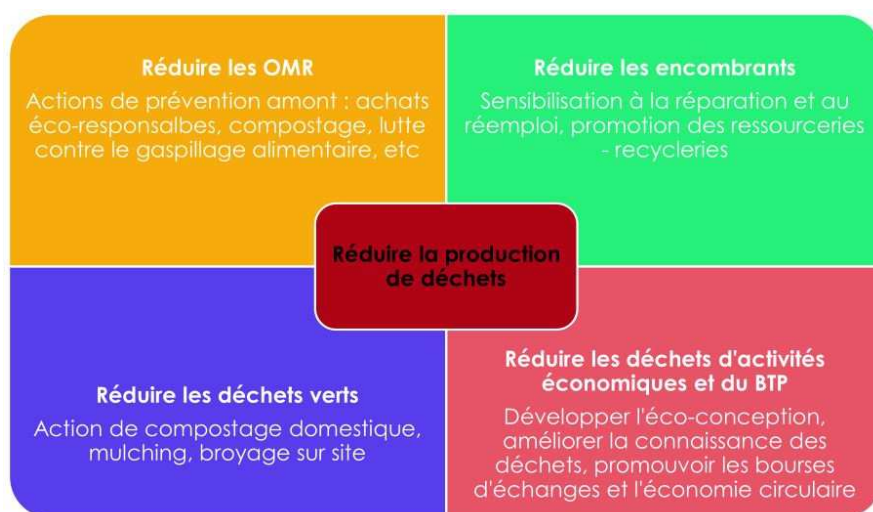 Réduire les OMR
Actions de prévention amont : achats
éco-responsalbes, compostage, lutte
contre le gaspillage alimentaire, etc
Réduire les encombrants
Sensibilisation à la réparation et au
réemploi, promotion des ressourceries
- recycleries
Réduire la production
de déchets
Réduire les déchets verts
Action de compostage domestique,
mulching, broyage sur site
Réduire les déchets d'activités
économiques et du BTP
Développer l'éco-conception,
améliorer la connaissance des
déchets, promouvoir les bourses
d'échanges et l'économie circulaire